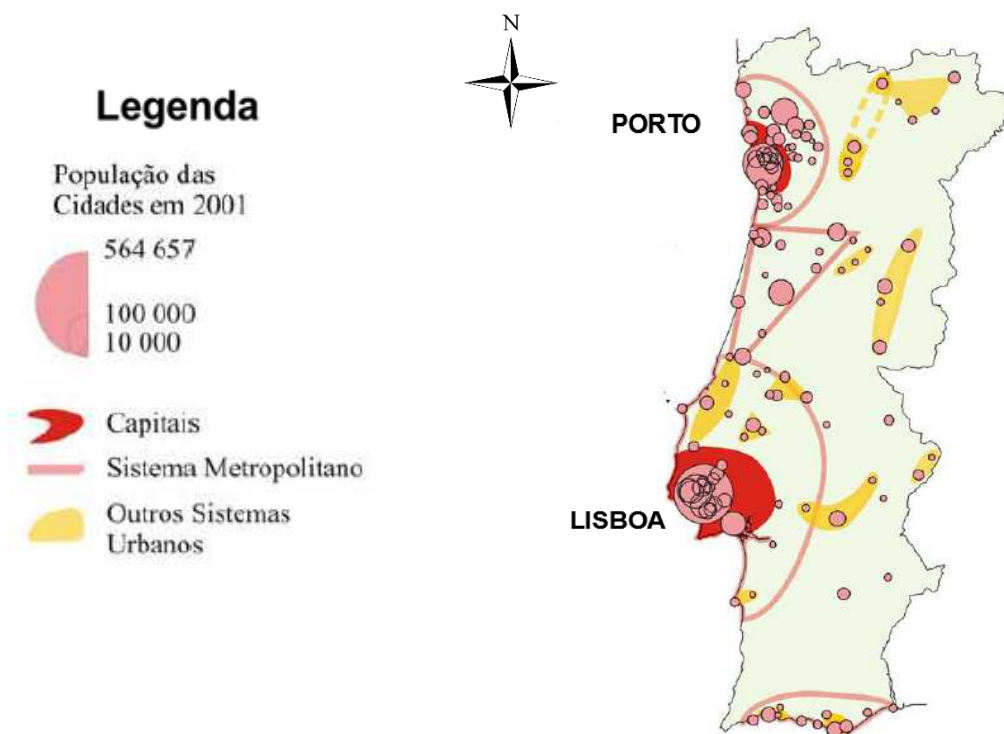 N
Legenda
PORTO
População das
Cidades em 2001
564 657
100 000
10 000
Capitais
Sistema Metropolitano
LISBOA
Outros Sistemas
Urbanos